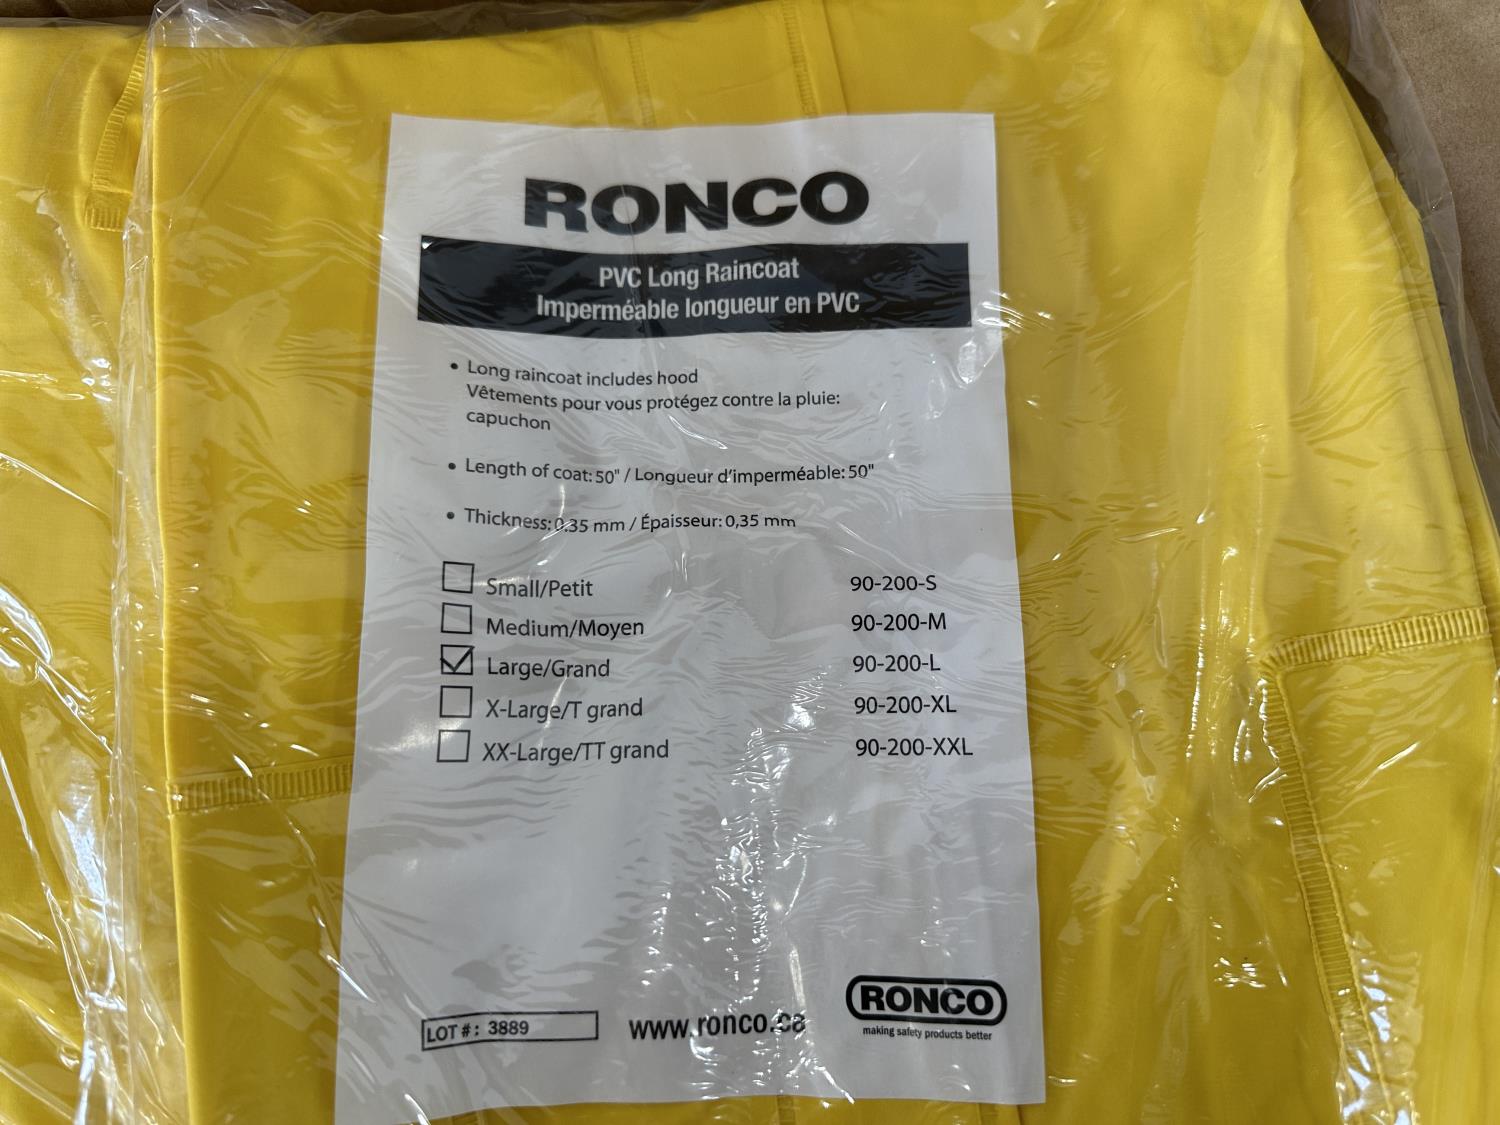 RONCO
PVC Long Raincoat
Imperméable longueur en PVC
• Long raincoat includes hood
Vêtements pour vous protégez contre la pluie:
capuchon
• Length of coat: 50" / Longueur d'imperméable: 50"
• Thickness: 0.35 mm / Épaisseur: 0,35 mm
Small/Petit 90-200-S
Medium/Moyen 90-200-M
Large/Grand 90-200-L
X-Large/T grand 90-200-XL
XX-Large/TT grand 90-200-XXL
LOT #: 3889
www.ronco.ca
RONCO
making safety products better